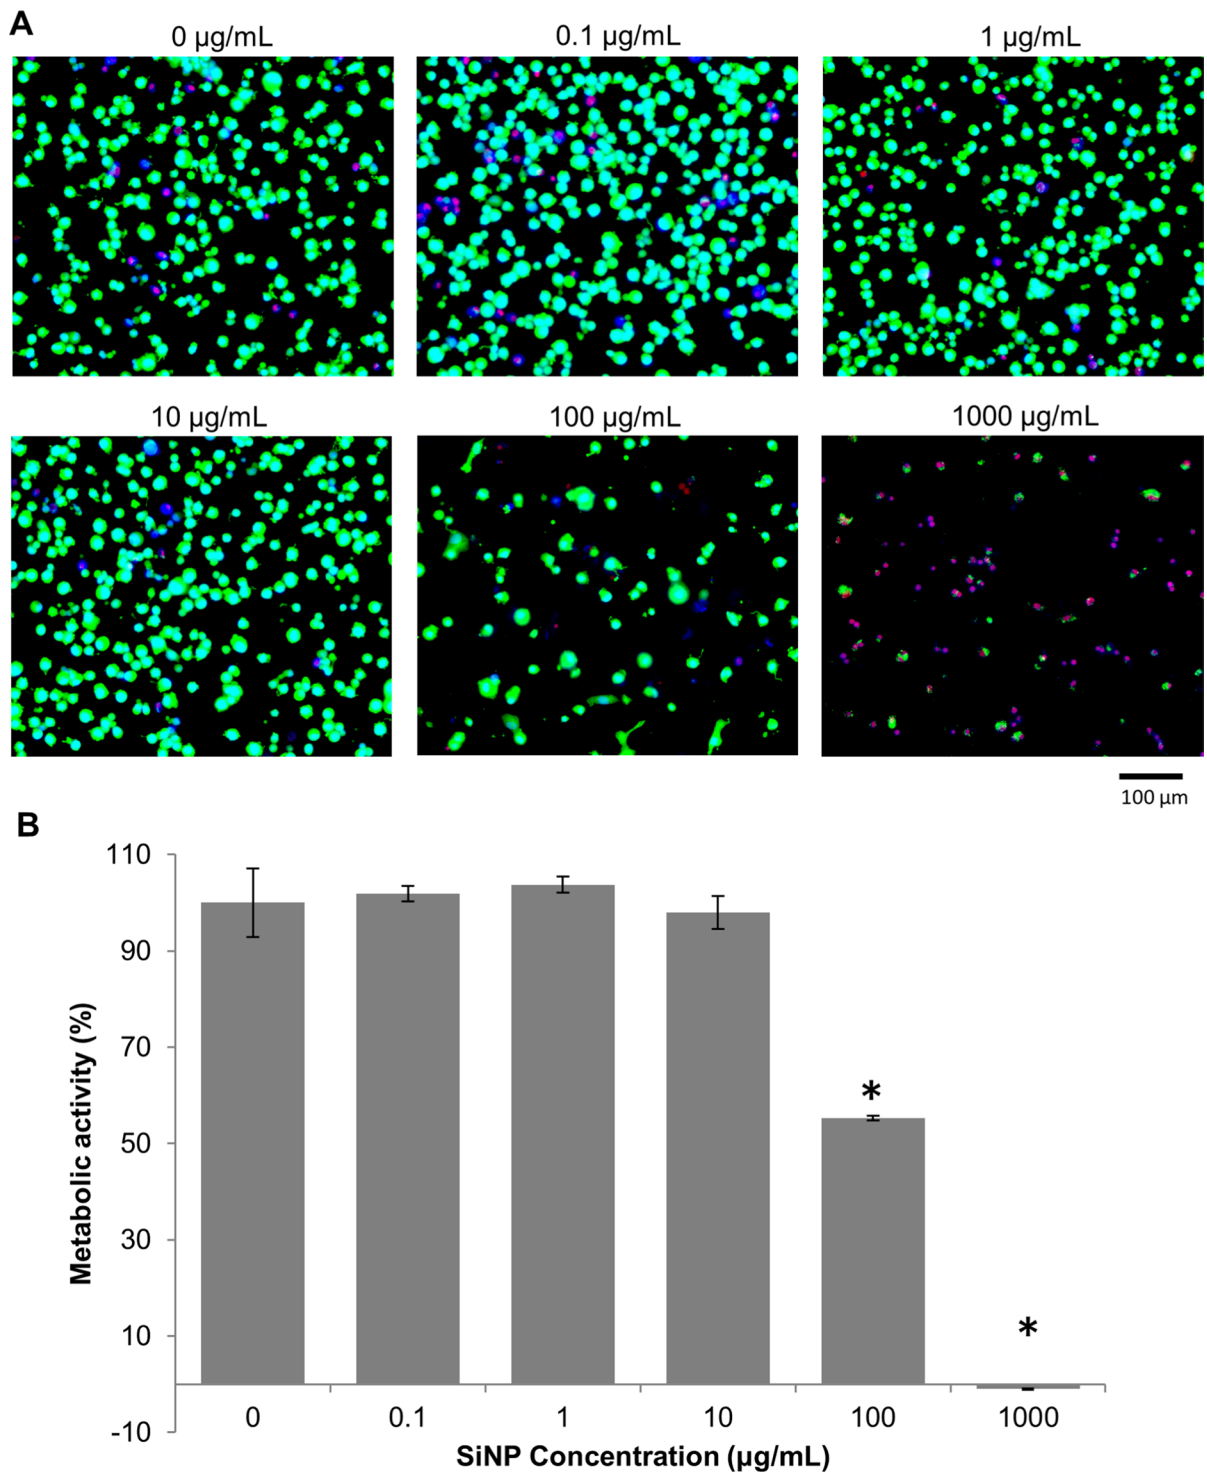 A
0 µg/mL
0.1 µg/mL
1 µg/mL
10 µg/mL
100 µg/mL
1000 µg/mL
100 µm
B
110
90
70
50
30
10
-10
Metabolic activity (%)
*
*
0
0.1
1
10
100
1000
SiNP Concentration (µg/mL)